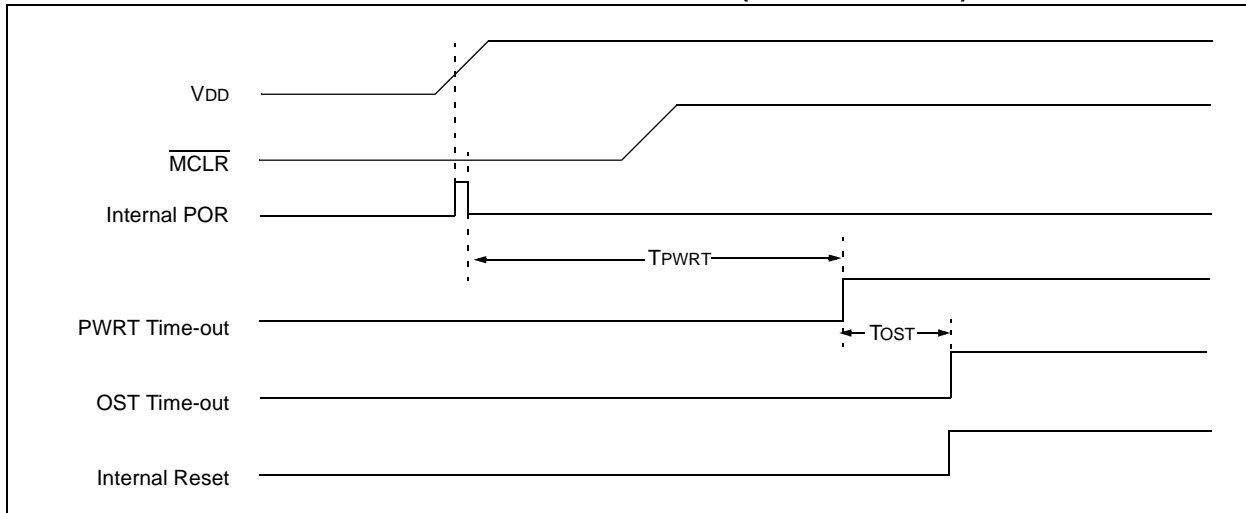 VDD
MCLR
Internal POR
TPWRT
PWRT Time-out
TOST
OST Time-out
Internal Reset